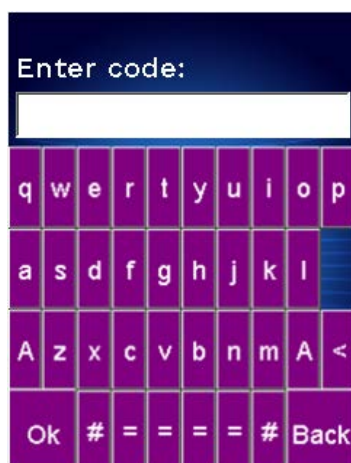 Enter code:
q w e r t y u i o p
a s d f g h j k l
A z x c v b n m A <
Ok # = = = = # Back